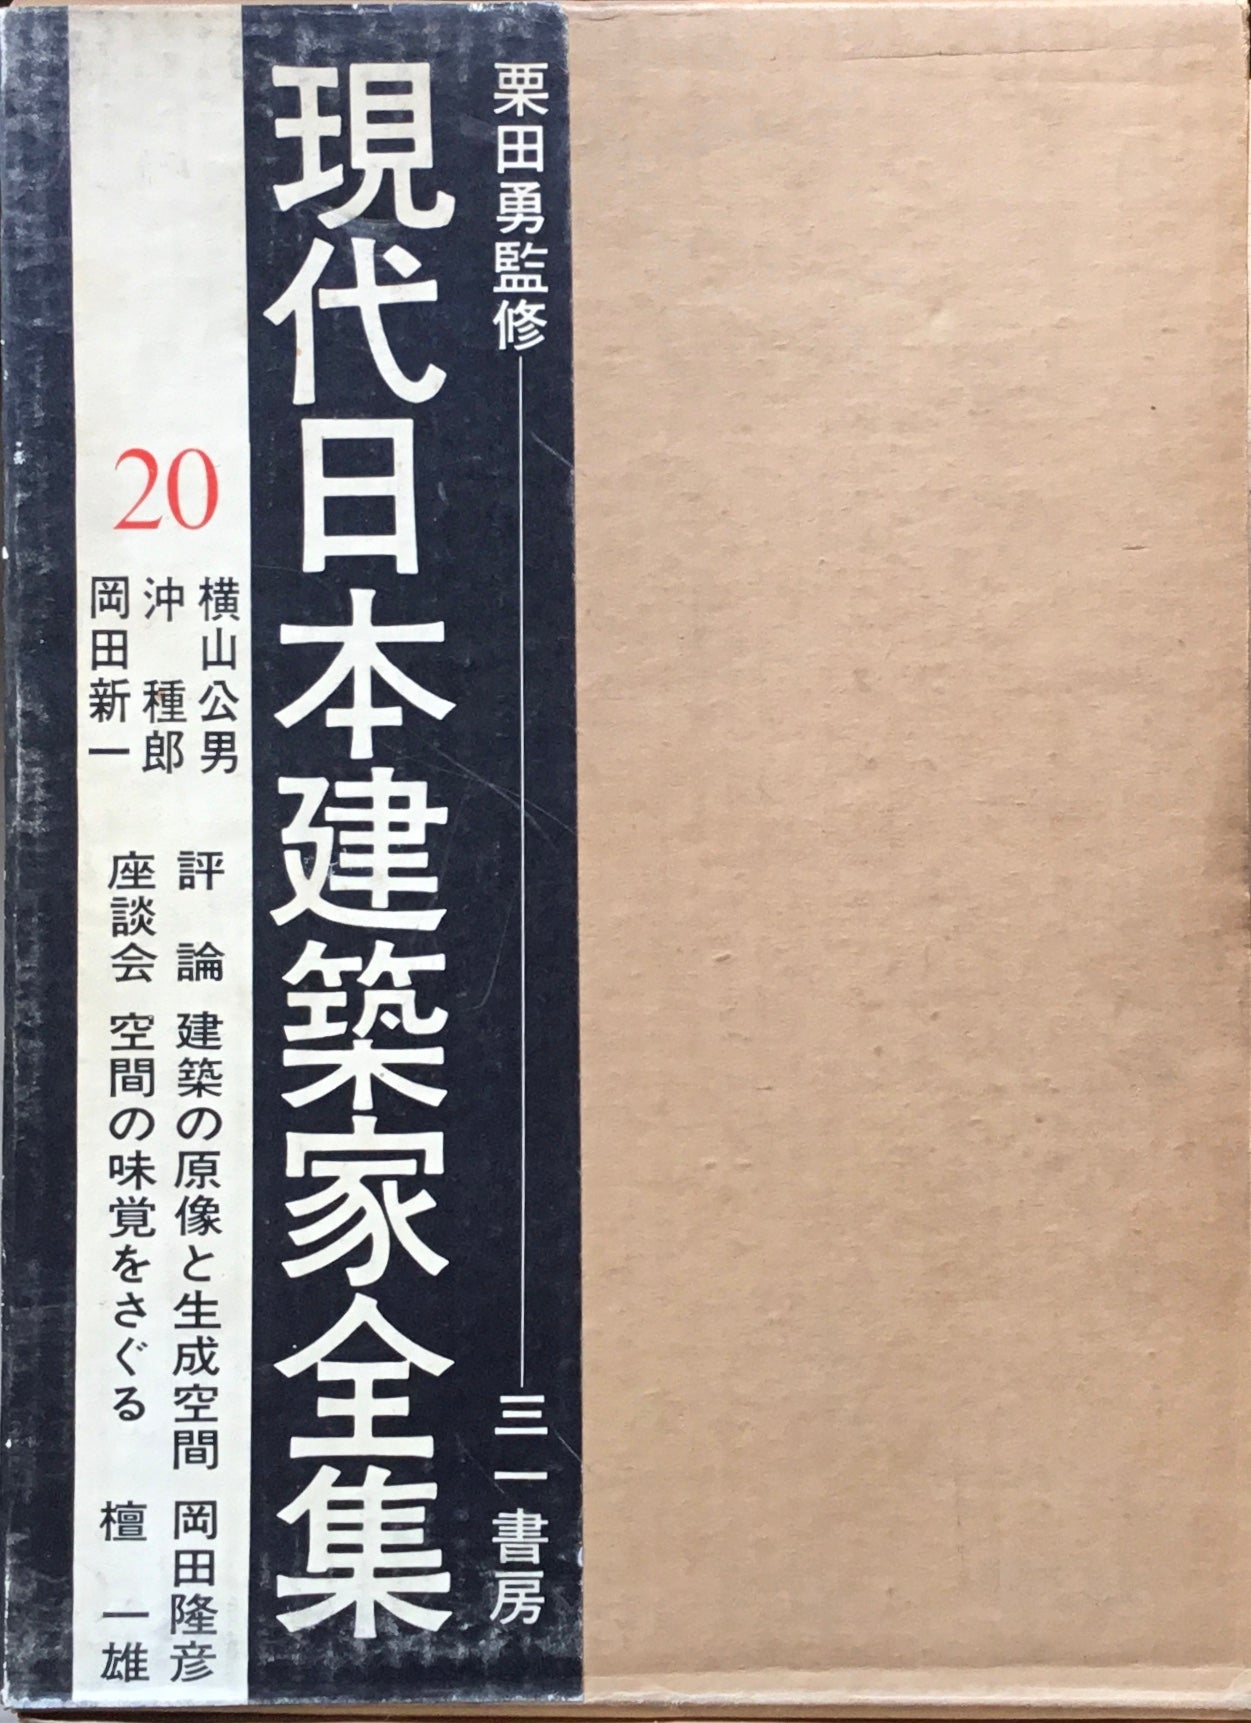 栗田勇監修
三一書房
現代日本建築家全集
20
横山公男
沖種郎
岡田新一
評論 建築の原像と生成空間 岡田隆彦
座談会 空間の味覚をさぐる 檀一雄